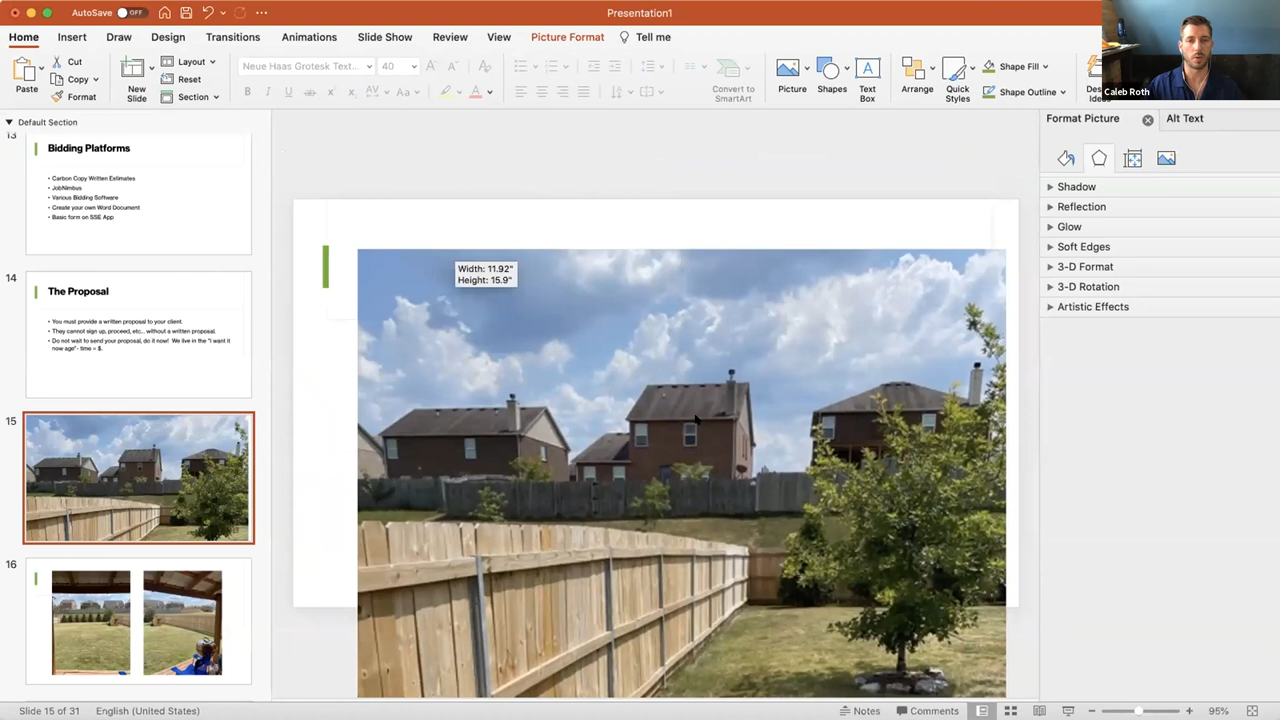 AutoSave OFF
Presentation1
Caleb Roth
Home Insert Draw Design Transitions Animations Slide Show Review View Picture Format Tell me
Paste
Cut
Copy
Format
New Slide
Layout
Reset
Section
Neue Haas Grotesk Text... 40
Convert to SmartArt
Picture
Shapes
Text Box
Arrange
Quick Styles
Shape Fill
Shape Outline
Default Section
13
Bidding Platforms
• Carbon Copy Written Estimates
• JobNimbus
• Various Bidding Software
• Create your own Word Document
• Basic form on SSE App
14
The Proposal
• You must provide a written proposal to your client.
• They cannot sign up, proceed, etc... without a written proposal.
• Do not wait to send your proposal, do it now! We live in the "I want it
now age"- time = $.
15
16
Width: 11.92"
Height: 15.9"
Format Picture
Alt Text
Shadow
Reflection
Glow
Soft Edges
3-D Format
3-D Rotation
Artistic Effects
Slide 15 of 31 English (United States)
Notes Comments 95%